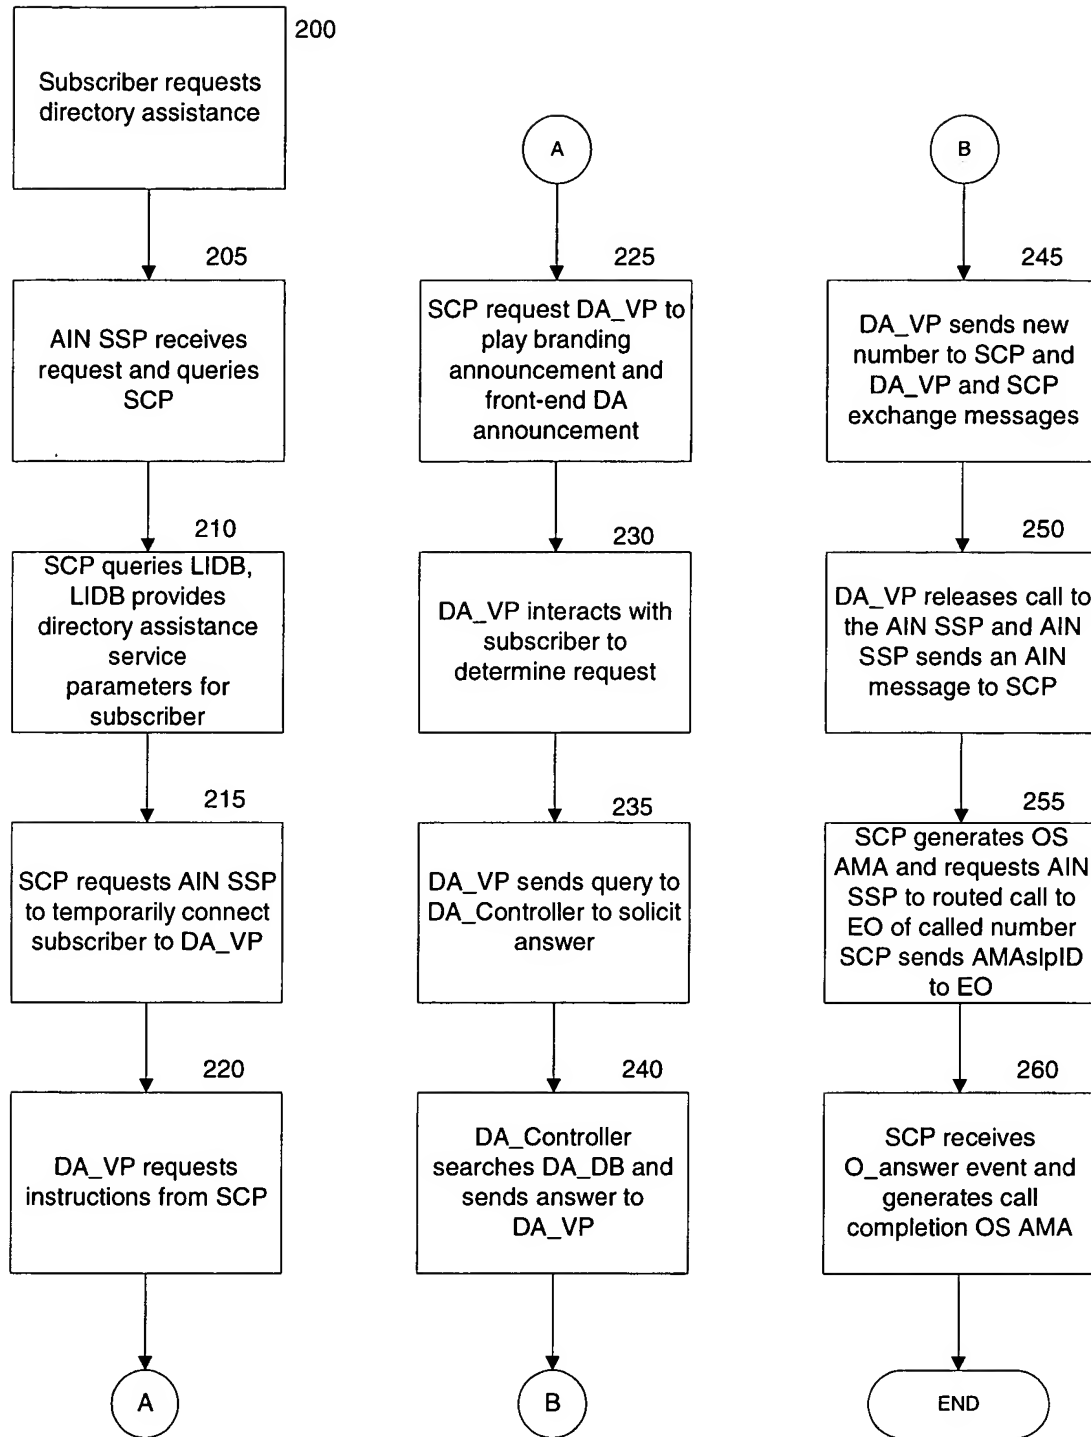 200
Subscriber requests
directory assistance
205
AIN SSP receives
request and queries
SCP
210
SCP queries LIDB,
LIDB provides
directory assistance
service
parameters for
subscriber
215
SCP requests AIN SSP
to temporarily connect
subscriber to DA_VP
220
DA_VP requests
instructions from SCP
A
A
225
SCP request DA_VP to
play branding
announcement and
front-end DA
announcement
230
DA_VP interacts with
subscriber to
determine request
235
DA_VP sends query to
DA_Controller to solicit
answer
240
DA_Controller
searches DA_DB and
sends answer to
DA_VP
B
B
245
DA_VP sends new
number to SCP and
DA_VP and SCP
exchange messages
250
DA_VP releases call to
the AIN SSP and AIN
SSP sends an AIN
message to SCP
255
SCP generates OS
AMA and requests AIN
SSP to routed call to
EO of called number
SCP sends AMAslpID
to EO
260
SCP receives
O_answer event and
generates call
completion OS AMA
END